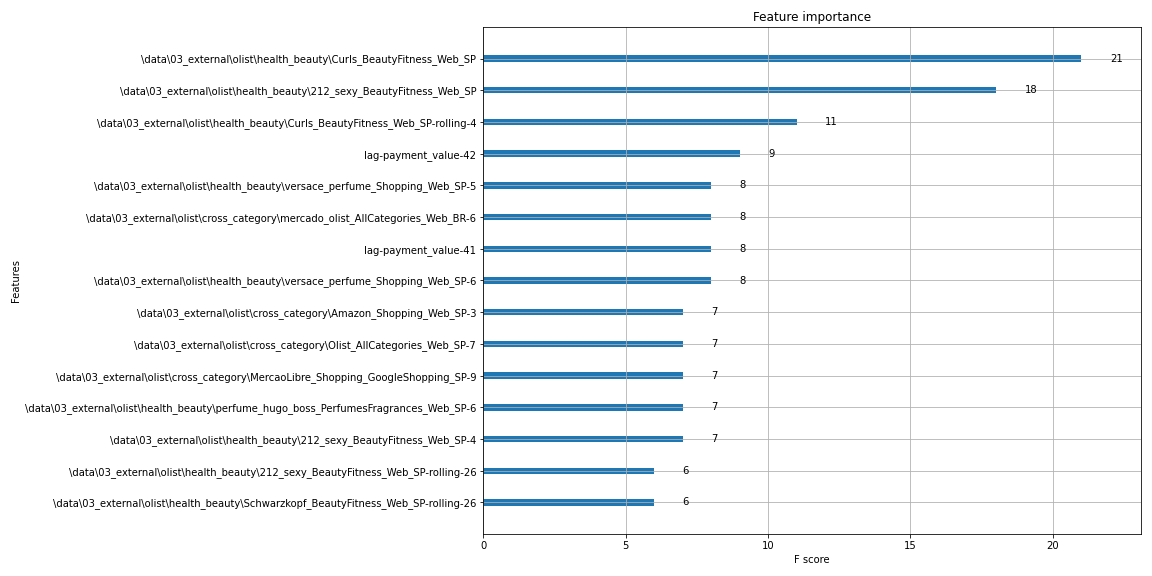 Feature importance
\data\03_external\olist\health_beauty\Curls_BeautyFitness_Web_SP 21
\data\03_external\olist\health_beauty\212_sexy_BeautyFitness_Web_SP 18
\data\03_external\olist\health_beauty\Curls_BeautyFitness_Web_SP-rolling-4 11
lag-payment_value-42 9
\data\03_external\olist\health_beauty\versace_perfume_Shopping_Web_SP-5 8
\data\03_external\olist\cross_category\mercado_olist_AllCategories_Web_BR-6 8
lag-payment_value-41 8
\data\03_external\olist\health_beauty\versace_perfume_Shopping_Web_SP-6 8
\data\03_external\olist\cross_category\Amazon_Shopping_Web_SP-3 7
\data\03_external\olist\cross_category\Olist_AllCategories_Web_SP-7 7
\data\03_external\olist\cross_category\MercaoLibre_Shopping_GoogleShopping_SP-9 7
\data\03_external\olist\health_beauty\perfume_hugo_boss_PerfumesFragrances_Web_SP-6 7
\data\03_external\olist\health_beauty\212_sexy_BeautyFitness_Web_SP-4 7
\data\03_external\olist\health_beauty\212_sexy_BeautyFitness_Web_SP-rolling-26 6
\data\03_external\olist\health_beauty\Schwarzkopf_BeautyFitness_Web_SP-rolling-26 6
Features
0 5 10 15 20
F score